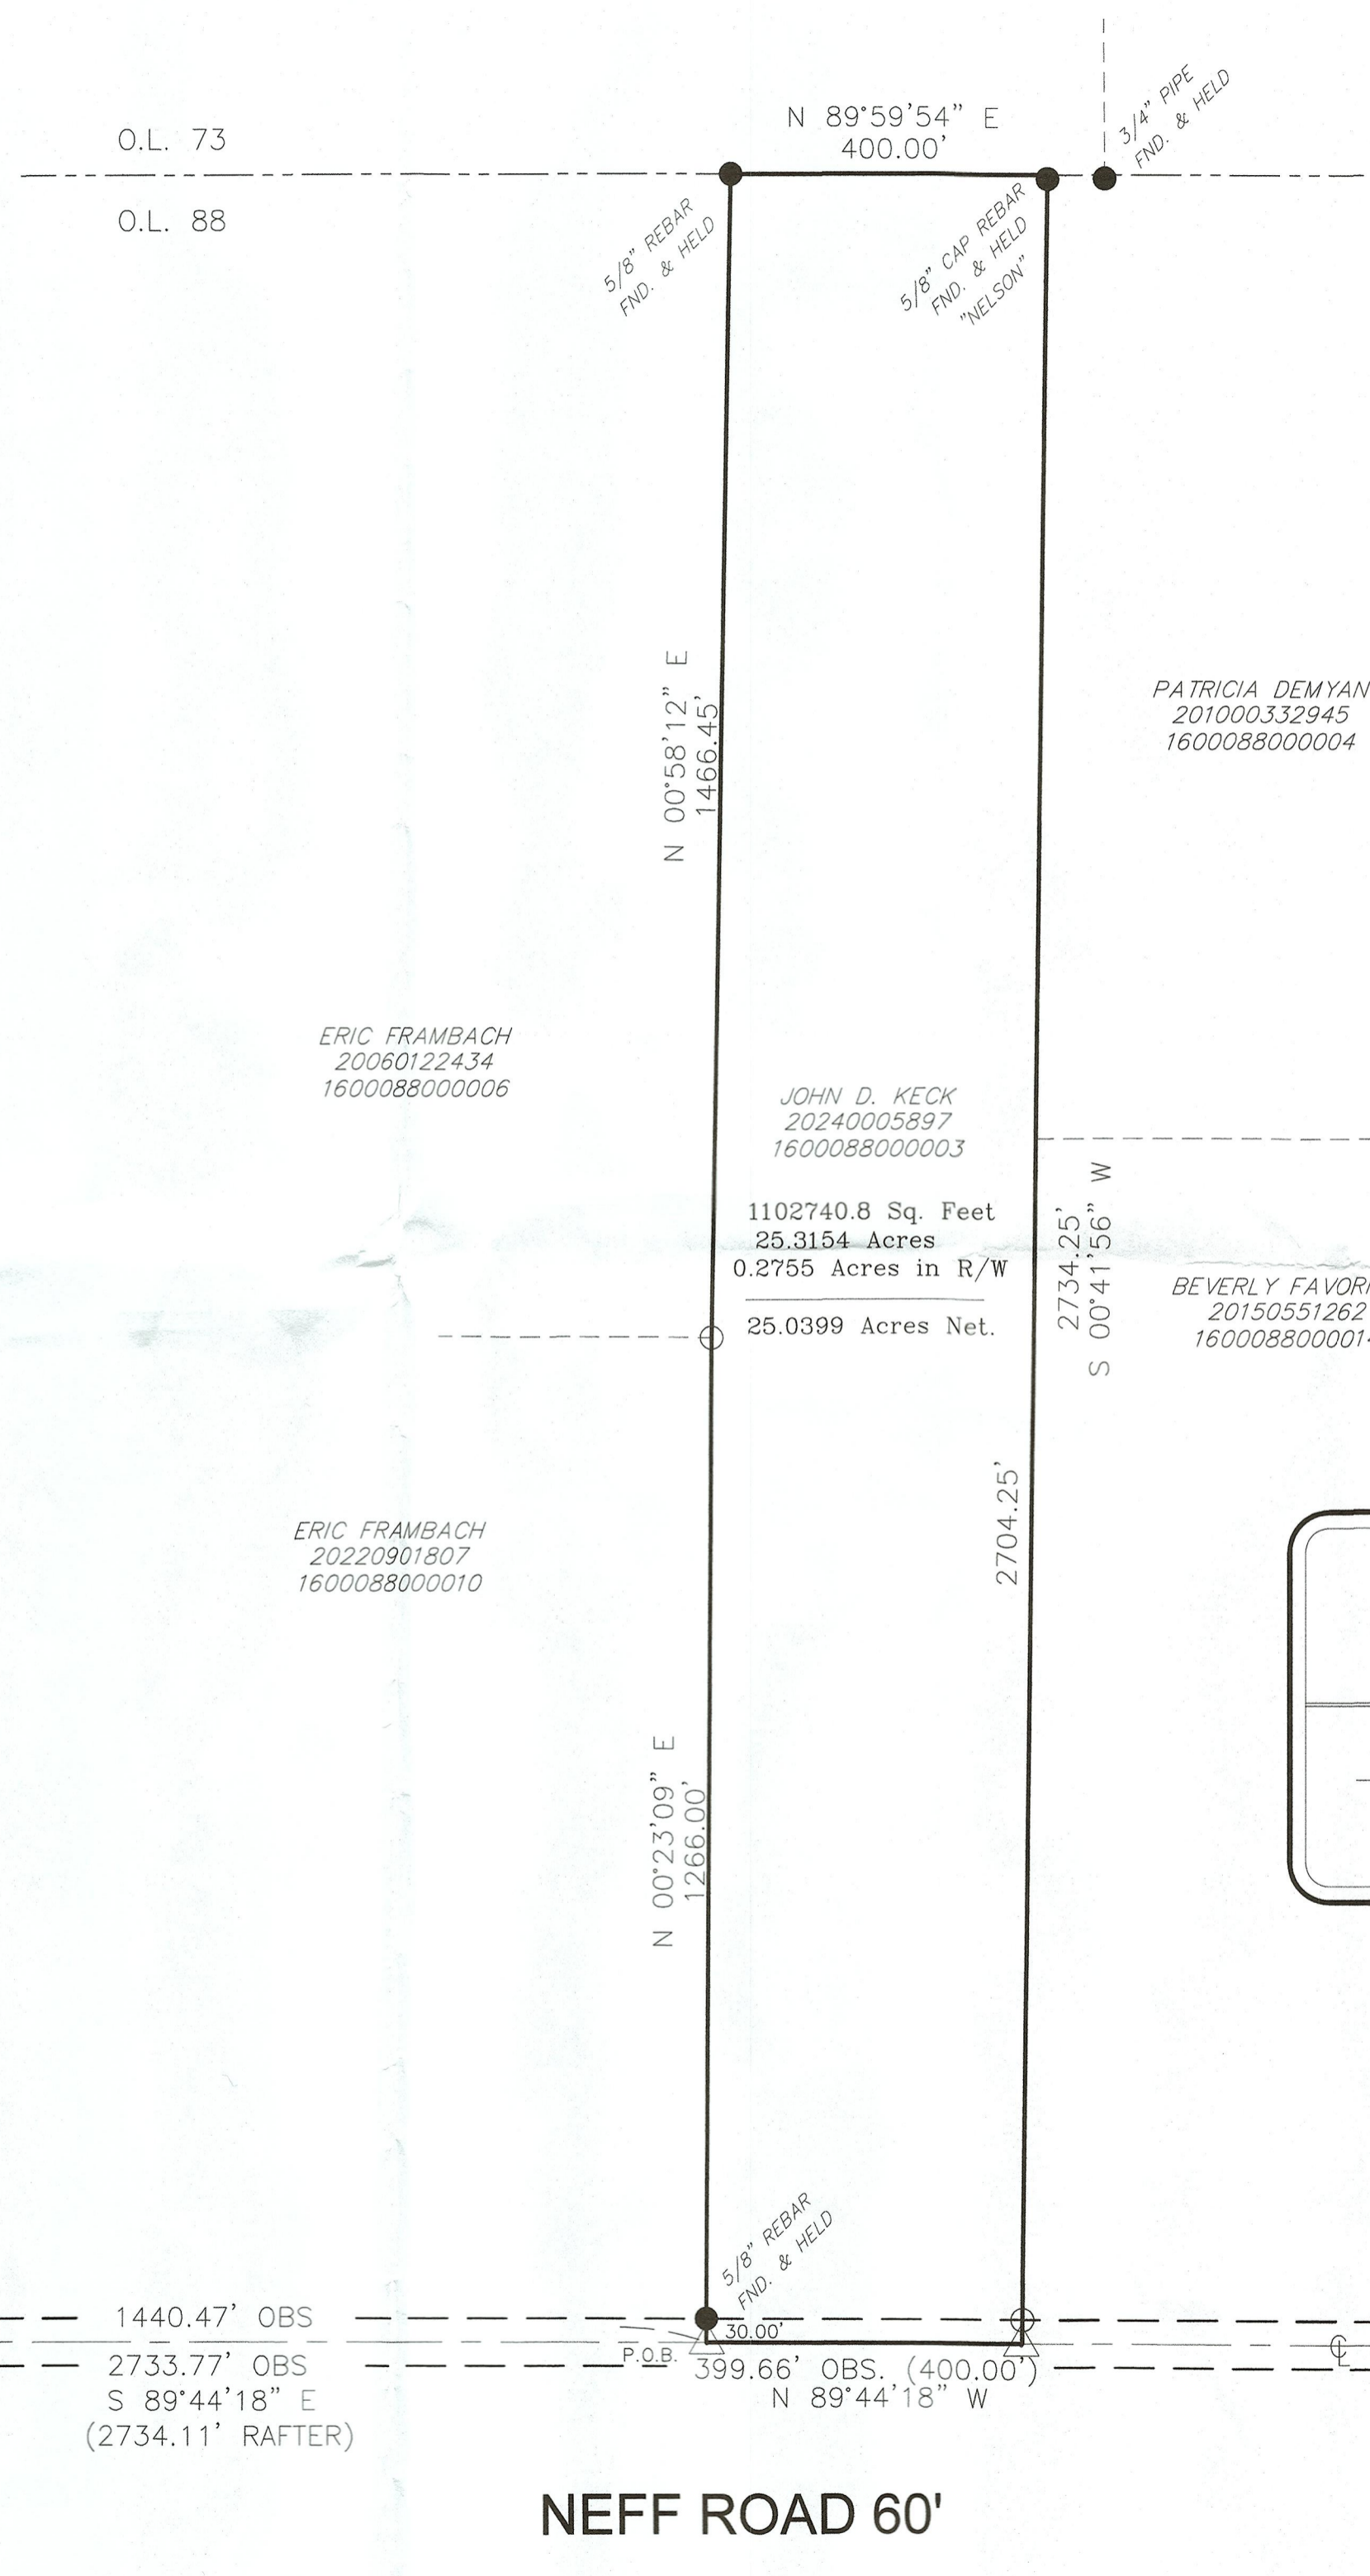 O.L. 73
O.L. 88
N 89°59'54" E
400.00'
3/4" PIPE
FND. & HELD
5/8" REBAR
FND. & HELD
5/8" CAP REBAR
FND. & HELD
"NELSON"
N 00°58'12" E
1466.45'
PATRICIA DEMYAN
201000332945
1600088000004
ERIC FRAMBACH
20060122434
1600088000006
JOHN D. KECK
20240005897
1600088000003
1102740.8 Sq. Feet
25.3154 Acres
0.2755 Acres in R/W
25.0399 Acres Net.
2734.25'
S 00°41'56" W
BEVERLY FAVOR
20150551262
160008800001
2704.25'
ERIC FRAMBACH
20220901807
1600088000010
N 00°23'09" E
1266.00'
5/8" REBAR
FND. & HELD
1440.47' OBS
30.00'
P.O.B.
2733.77' OBS
S 89°44'18" E
(2734.11' RAFTER)
399.66' OBS. (400.00')
N 89°44'18" W
℄
NEFF ROAD 60'